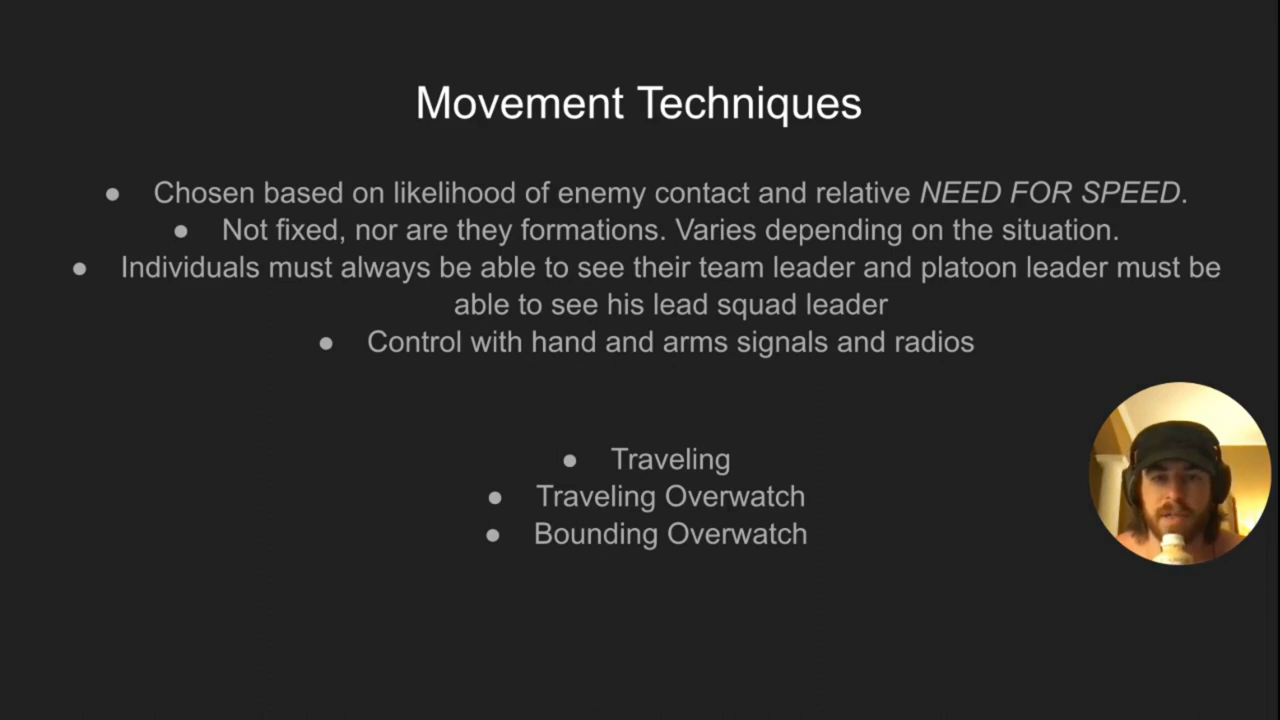 Movement Techniques
● Chosen based on likelihood of enemy contact and relative NEED FOR SPEED.
● Not fixed, nor are they formations. Varies depending on the situation.
● Individuals must always be able to see their team leader and platoon leader must be
able to see his lead squad leader
● Control with hand and arms signals and radios
● Traveling
● Traveling Overwatch
● Bounding Overwatch